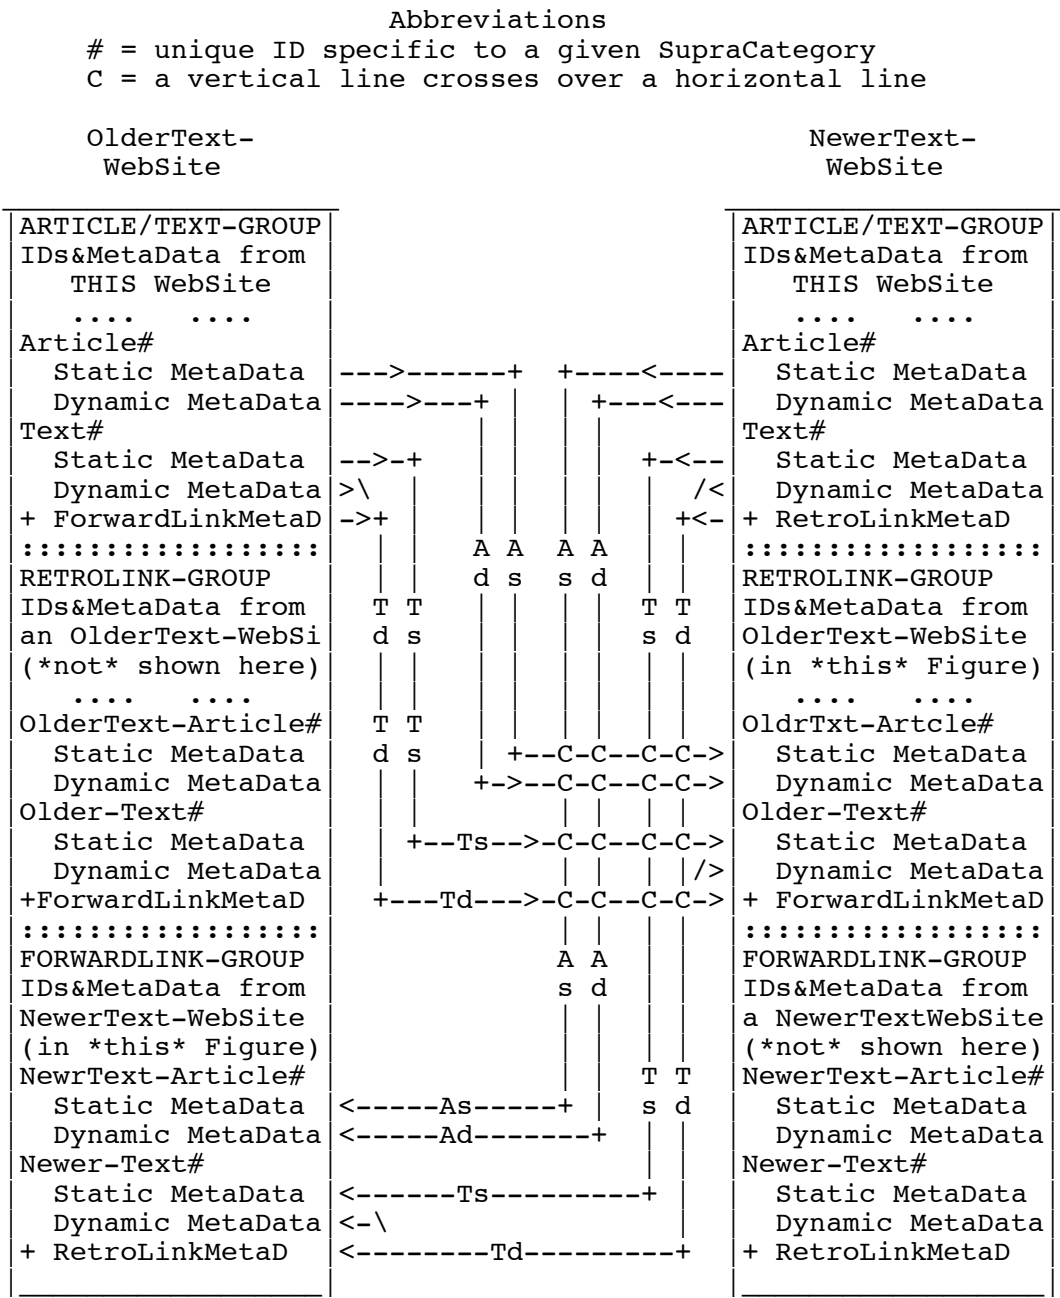 Abbreviations
     # = unique ID specific to a given SupraCategory
     C = a vertical line crosses over a horizontal line

     OlderText-                                 NewerText-
      WebSite                                    WebSite
____________________                       ____________________
|ARTICLE/TEXT-GROUP|                       |ARTICLE/TEXT-GROUP|
|IDs&MetaData from |                       |IDs&MetaData from |
|   THIS WebSite   |                       |   THIS WebSite   |
|   ....   ....    |                       |   ....   ....    |
|Article#          |                       |Article#          |
|  Static MetaData |--->------+  +----<----|  Static MetaData |
|  Dynamic MetaData|---->---+ |  | +---<---|  Dynamic MetaData|
|Text#             |        | |  | |       |Text#             |
|  Static MetaData |-->-+   | |  | |  +-<--|  Static MetaData |
|  Dynamic MetaData|>\  |   | |  | |  |  /<|  Dynamic MetaData|
|+ ForwardLinkMetaD|->+ |   | |  | |  | +<-|+ RetroLinkMetaD  |
|::::::::::::::::::|  | |   A A  A A  | |  |::::::::::::::::::|
|RETROLINK-GROUP   |  | |   d s  s d  | |  |RETROLINK-GROUP   |
|IDs&MetaData from |  T T   | |  | |  T T  |IDs&MetaData from |
|an OlderText-WebSi|  d s   | |  | |  s d  |OlderText-WebSite |
|(*not* shown here)|  | |   | |  | |  | |  |(in *this* Figure)|
|   ....   ....    |  | |   | |  | |  | |  |   ....   ....    |
|OlderText-Article#|  T T   | |  | |  | |  |OldrTxt-Artcle#   |
|  Static MetaData |  d s   | +--C-C--C-C->|  Static MetaData |
|  Dynamic MetaData|  | |   +->--C-C--C-C->|  Dynamic MetaData|
|Older-Text#       |  | |        | |  | |  |Older-Text#       |
|  Static MetaData |  | +--Ts-->-C-C--C-C->|  Static MetaData |
|  Dynamic MetaData|  |          | |  | |/>|  Dynamic MetaData|
|+ForwardLinkMetaD |  +---Td--->-C-C--C-C->|+ ForwardLinkMetaD|
|::::::::::::::::::|             | |  | |  |::::::::::::::::::|
|FORWARDLINK-GROUP |             A A  | |  |FORWARDLINK-GROUP |
|IDs&MetaData from |             s d  | |  |IDs&MetaData from |
|NewerText-WebSite |             | |  | |  |a NewerTextWebSite|
|(in *this* Figure)|             | |  | |  |(*not* shown here)|
|NewrText-Article# |             | |  T T  |NewerText-Article#|
|  Static MetaData |<-----As-----+ |  s d  |  Static MetaData |
|  Dynamic MetaData|<-----Ad-------+  | |  |  Dynamic MetaData|
|Newer-Text#       |                  | |  |Newer-Text#       |
|  Static MetaData |<------Ts---------+ |  |  Static MetaData |
|  Dynamic MetaData|<-\                 |  |  Dynamic MetaData|
|+ RetroLinkMetaD  |<--------Td---------+  |+ RetroLinkMetaD  |
|__________________|                       |__________________|